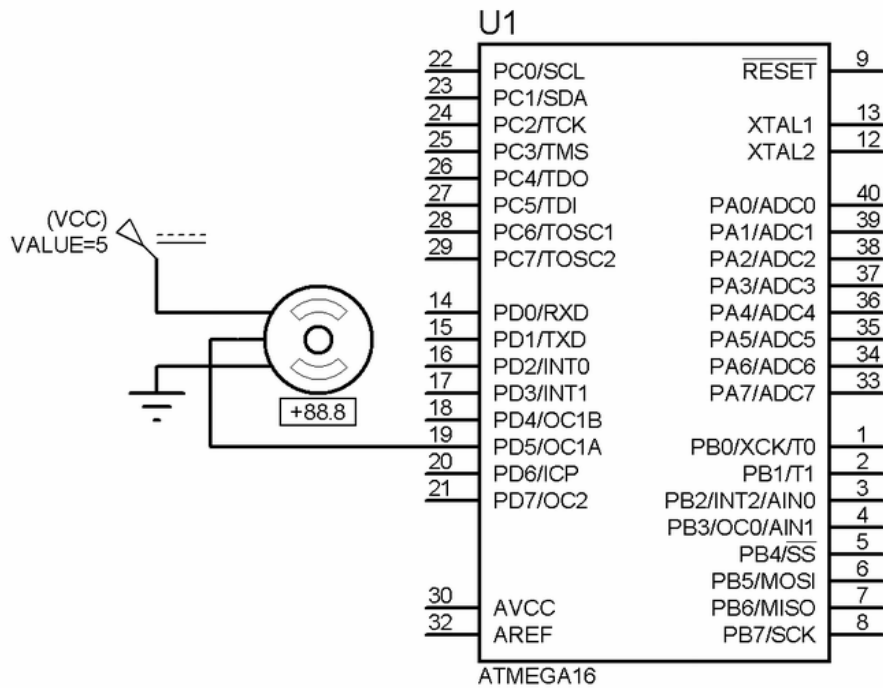 U1
22 PC0/SCL RESET 9
23 PC1/SDA
24 PC2/TCK XTAL1 13
25 PC3/TMS XTAL2 12
26 PC4/TDO
27 PC5/TDI PA0/ADC0 40
28 PC6/TOSC1 PA1/ADC1 39
29 PC7/TOSC2 PA2/ADC2 38
PA3/ADC3 37
14 PD0/RXD PA4/ADC4 36
15 PD1/TXD PA5/ADC5 35
16 PD2/INT0 PA6/ADC6 34
17 PD3/INT1 PA7/ADC7 33
18 PD4/OC1B
19 PD5/OC1A PB0/XCK/T0 1
20 PD6/ICP PB1/T1 2
21 PD7/OC2 PB2/INT2/AIN0 3
PB3/OC0/AIN1 4
PB4/SS 5
PB5/MOSI 6
30 AVCC PB6/MISO 7
32 AREF PB7/SCK 8
ATMEGA16
(VCC)
VALUE=5
+88.8